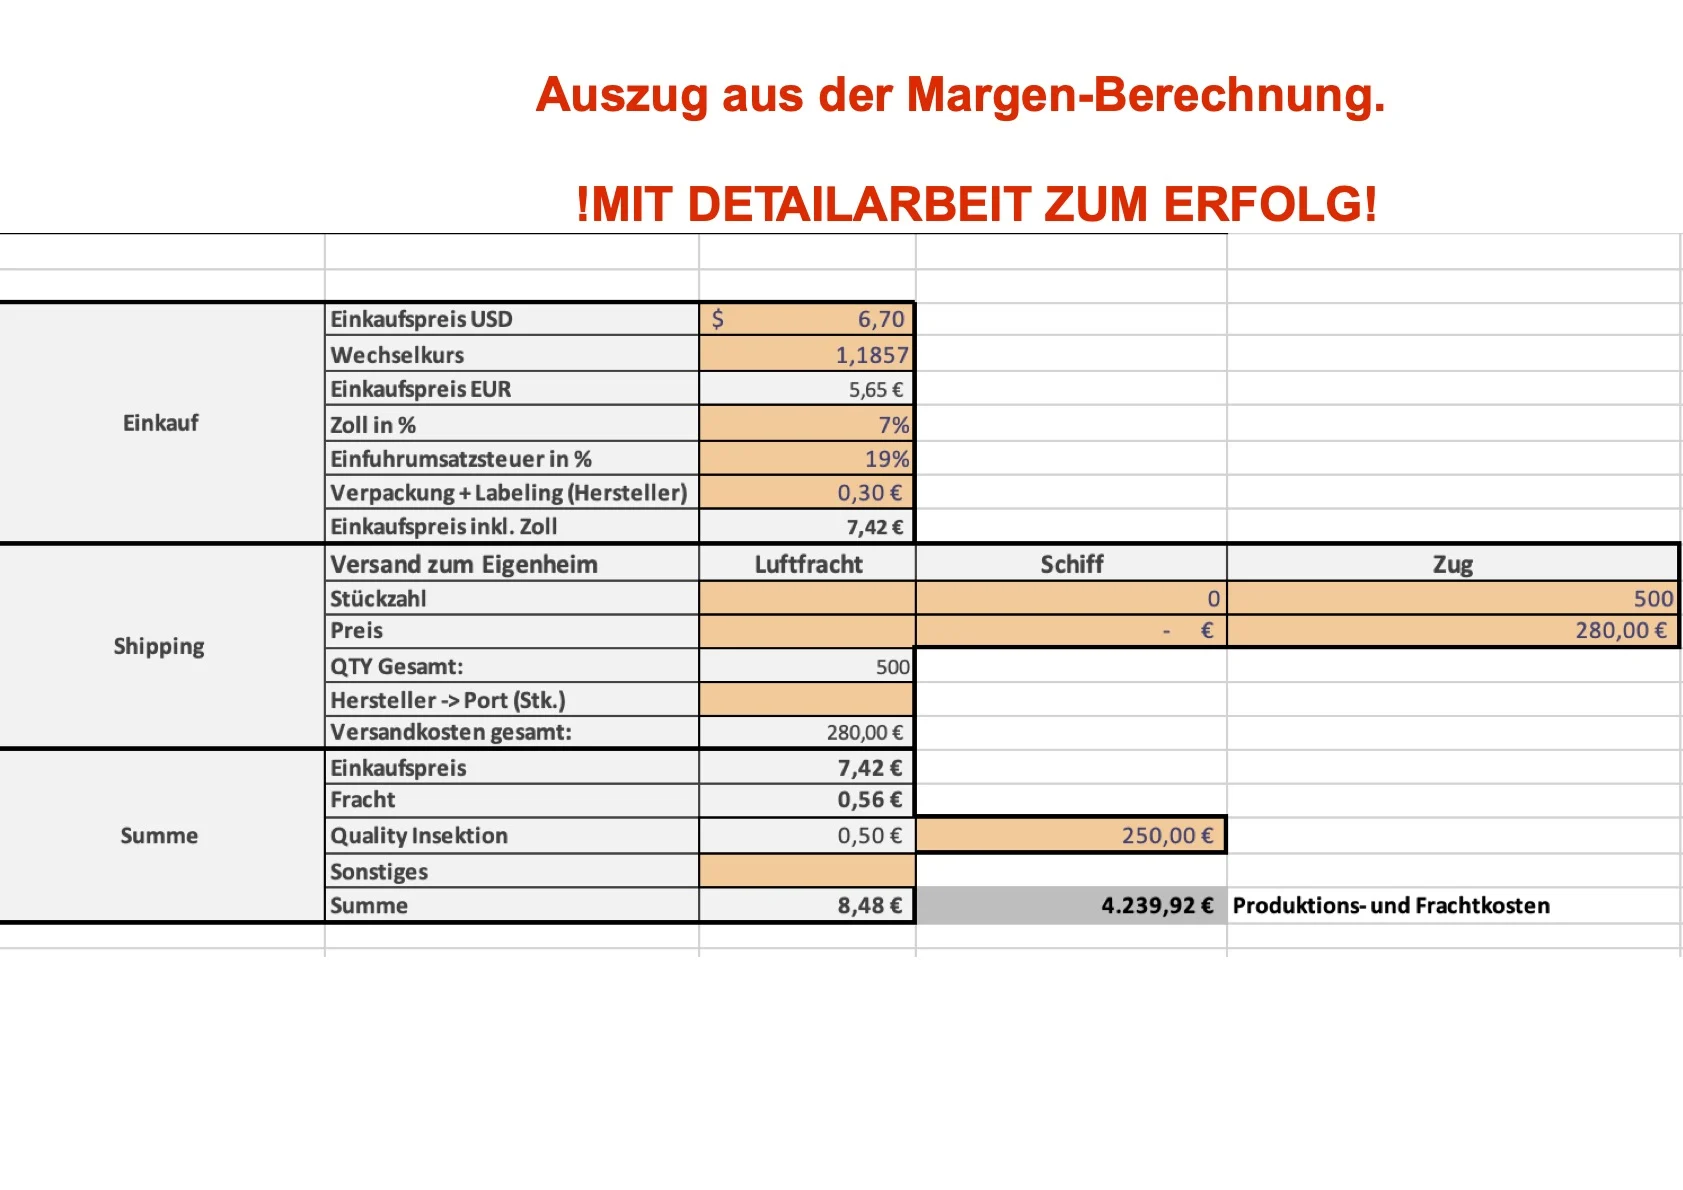 Auszug aus der Margen-Berechnung.
!MIT DETAILARBEIT ZUM ERFOLG!
Einkauf
Einkaufspreis USD $ 6,70
Wechselkurs 1,1857
Einkaufspreis EUR 5,65 €
Zoll in % 7%
Einfuhrumsatzsteuer in % 19%
Verpackung + Labeling (Hersteller) 0,30 €
Einkaufspreis inkl. Zoll 7,42 €
Shipping
Versand zum Eigenheim Luftfracht Schiff Zug
Stückzahl 0 500
Preis - € 280,00 €
QTY Gesamt: 500
Hersteller -> Port (Stk.)
Versandkosten gesamt: 280,00 €
Summe
Einkaufspreis 7,42 €
Fracht 0,56 €
Quality Insektion 0,50 € 250,00 €
Sonstiges
Summe 8,48 € 4.239,92 € Produktions- und Frachtkosten